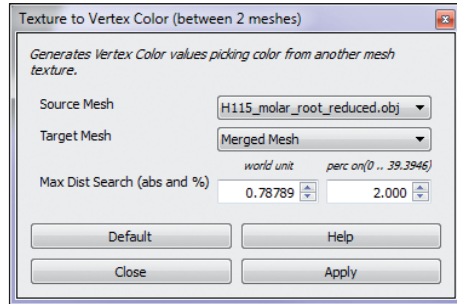 Texture to Vertex Color (between 2 meshes)
Generates Vertex Color values picking color from another mesh
texture.
Source Mesh H115_molar_root_reduced.obj
Target Mesh Merged Mesh
world unit perc on(0 .. 39.3946)
Max Dist Search (abs and %) 0.78789 2.000
Default Help
Close Apply